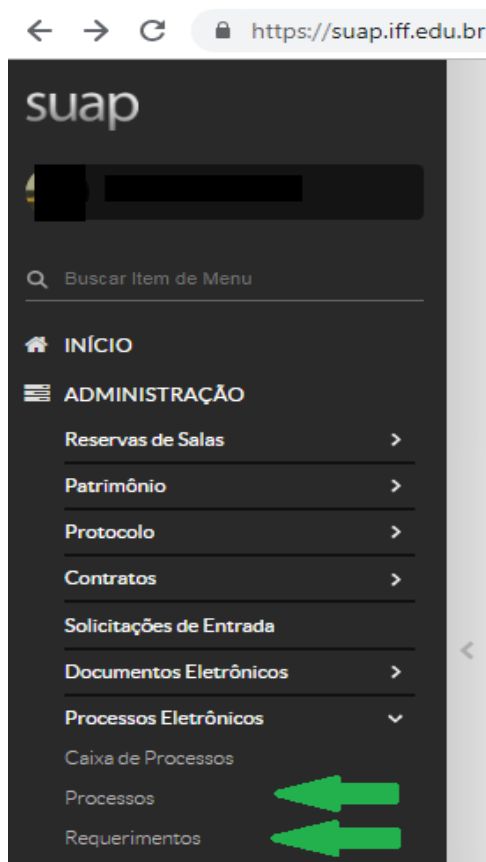 https://suap.iff.edu.br
suap
Buscar Item de Menu
INÍCIO
ADMINISTRAÇÃO
Reservas de Salas
Patrimônio
Protocolo
Contratos
Solicitações de Entrada
Documentos Eletrônicos
Processos Eletrônicos
Caixa de Processos
Processos
Requerimentos